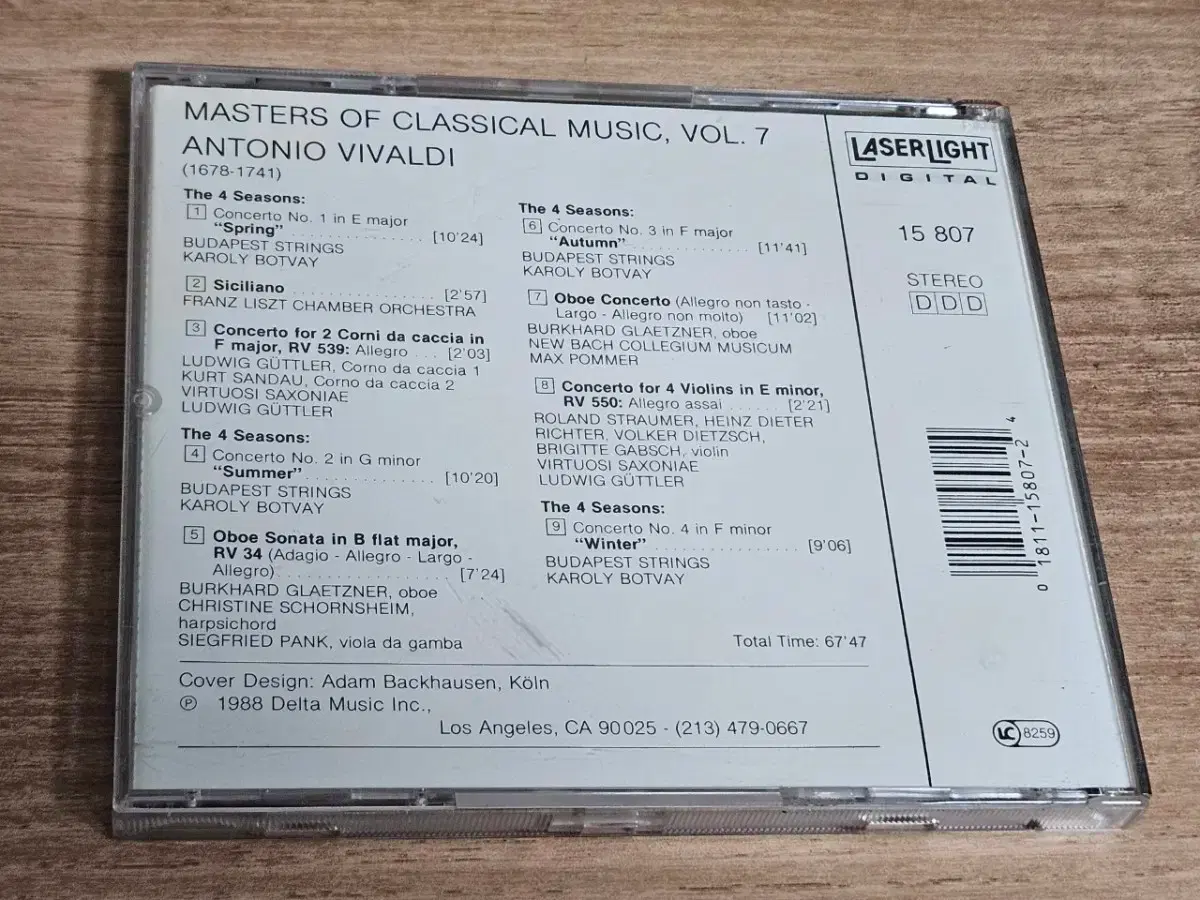 MASTERS OF CLASSICAL MUSIC, VOL. 7
ANTONIO VIVALDI
(1678-1741)
The 4 Seasons:
1 Concerto No. 1 in E major
“Spring” . . . . . . . . . . . . . . [10'24]
BUDAPEST STRINGS
KAROLY BOTVAY
2 Siciliano . . . . . . . . . . . . . . . [2'57]
FRANZ LISZT CHAMBER ORCHESTRA
3 Concerto for 2 Corni da caccia in
F major, RV 539: Allegro . . . [2'03]
LUDWIG GÜTTLER, Corno da caccia 1
KURT SANDAU, Corno da caccia 2
VIRTUOSI SAXONIAE
LUDWIG GÜTTLER
The 4 Seasons:
4 Concerto No. 2 in G minor
“Summer” . . . . . . . . . . . . . [10'20]
BUDAPEST STRINGS
KAROLY BOTVAY
5 Oboe Sonata in B flat major,
RV 34 (Adagio - Allegro - Largo -
Allegro) . . . . . . . . . . . . . . . . [7'24]
BURKHARD GLAETZNER, oboe
CHRISTINE SCHORNSHEIM,
harpsichord
SIEGFRIED PANK, viola da gamba
The 4 Seasons:
6 Concerto No. 3 in F major
“Autumn” . . . . . . . . . . . . . [11'41]
BUDAPEST STRINGS
KAROLY BOTVAY
7 Oboe Concerto (Allegro non tasto -
Largo - Allegro non molto) [11'02]
BURKHARD GLAETZNER, oboe
NEW BACH COLLEGIUM MUSICUM
MAX POMMER
8 Concerto for 4 Violins in E minor,
RV 550: Allegro assai . . . . . . [2'21]
ROLAND STRAUMER, HEINZ DIETER
RICHTER, VOLKER DIETZSCH,
BRIGITTE GABSCH, violin
VIRTUOSI SAXONIAE
LUDWIG GÜTTLER
The 4 Seasons:
9 Concerto No. 4 in F minor
“Winter” . . . . . . . . . . . . . . . [9'06]
BUDAPEST STRINGS
KAROLY BOTVAY
Total Time: 67'47
Cover Design: Adam Backhausen, Köln
℗ 1988 Delta Music Inc.,
Los Angeles, CA 90025 - (213) 479-0667
LASERLIGHT
DIGITAL
15 807
STEREO
DDD
0 1811-15807-2 4
LC 8259